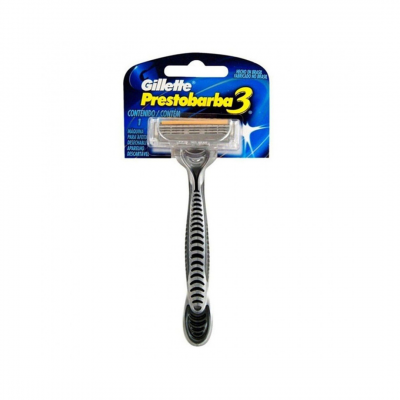 HECHO EN BRASIL
FABRICADO NO BRASIL
Gillette
Prestobarba 3
CONTENIDO / CONTÉM
1
MÁQUINA
PARA AFEITAR
DESECHABLE
APARELHO
DESCARTÁVEL